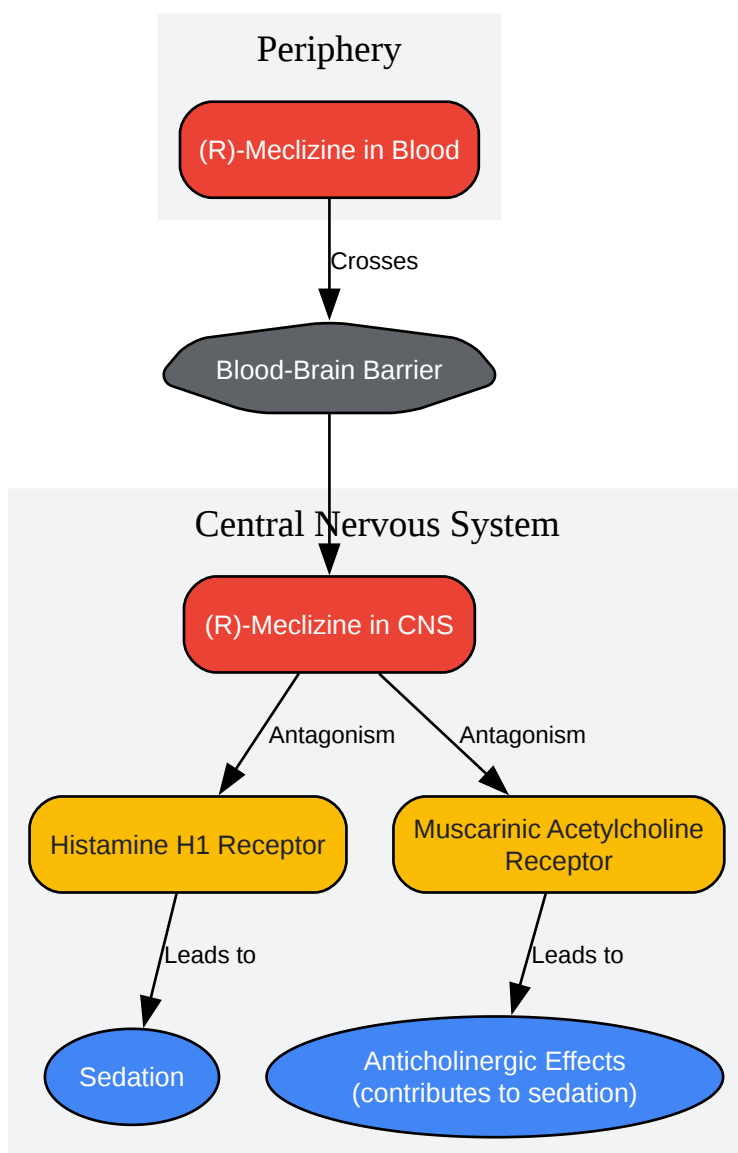 Periphery
(R)-Meclizine in Blood
Crosses
Blood-Brain Barrier
Central Nervous System
(R)-Meclizine in CNS
Antagonism
Antagonism
Histamine H1 Receptor
Muscarinic Acetylcholine
Receptor
Leads to
Leads to
Sedation
Anticholinergic Effects
(contributes to sedation)